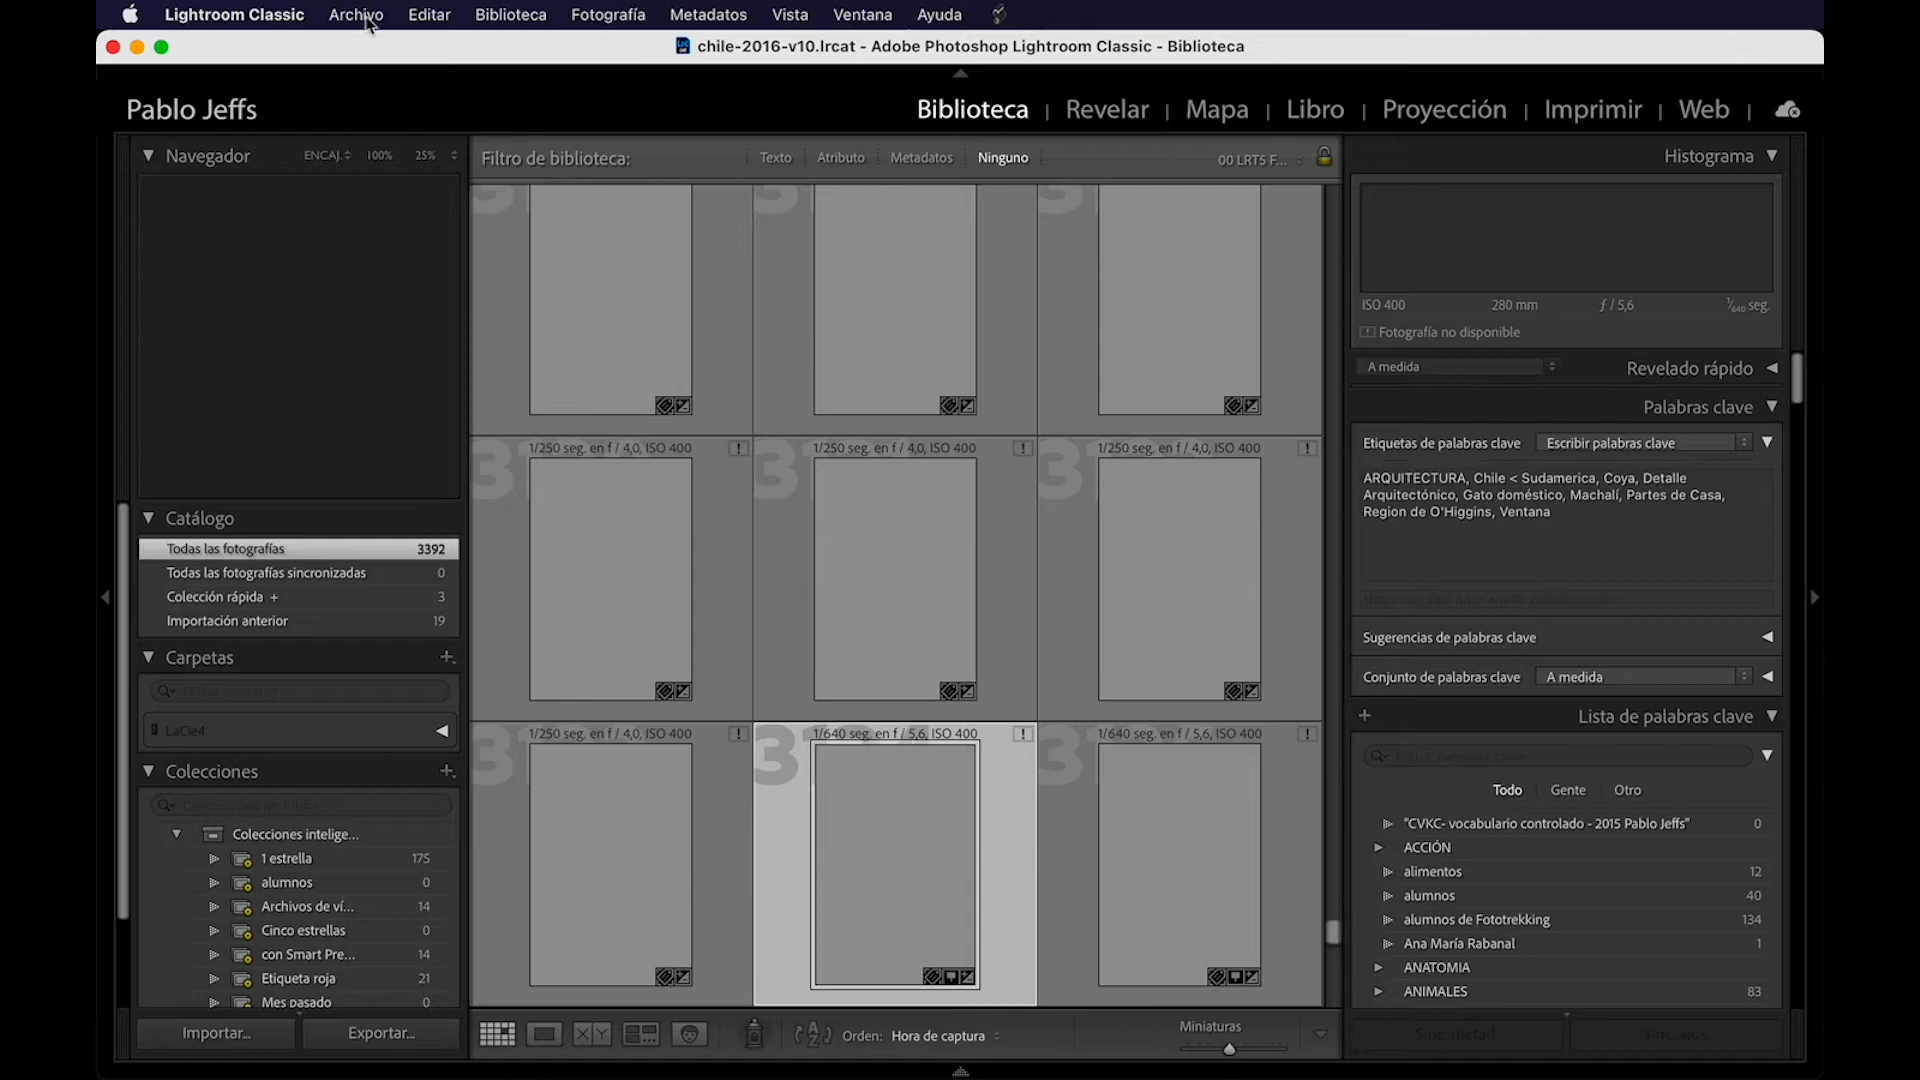 Lightroom Classic Archivo Editar Biblioteca Fotografía Metadatos Vista Ventana Ayuda
chile-2016-v10.lrcat - Adobe Photoshop Lightroom Classic - Biblioteca
Pablo Jeffs
Biblioteca | Revelar | Mapa | Libro | Proyección | Imprimir | Web |
Navegador ENCAJ. 100% 25%
Filtro de biblioteca: Texto Atributo Metadatos Ninguno 00 LRT5 F...
Histograma
ISO 400 280 mm ƒ / 5,6 1/640 seg.
Fotografía no disponible
A medida Revelado rápido
Palabras clave
Etiquetas de palabras clave Escribir palabras clave
ARQUITECTURA, Chile < Sudamerica, Coya, Detalle
Arquitectónico, Gato doméstico, Machalí, Partes de Casa,
Region de O'Higgins, Ventana
Sugerencias de palabras clave
Conjunto de palabras clave A medida
+ Lista de palabras clave
Todo Gente Otro
"CVKC- vocabulario controlado - 2015 Pablo Jeffs" 0
ACCIÓN
alimentos 12
alumnos 40
alumnos de Fototrekking 134
Ana María Rabanal 1
ANATOMIA
ANIMALES 83
1/250 seg. en f / 4,0, ISO 400 ! 1/250 seg. en f / 4,0, ISO 400 ! 1/250 seg. en f / 4,0, ISO 400 !
1/250 seg. en f / 4,0, ISO 400 ! 1/640 seg. en f / 5,6, ISO 400 ! 1/640 seg. en f / 5,6, ISO 400 !
Catálogo
Todas las fotografías 3392
Todas las fotografías sincronizadas 0
Colección rápida + 3
Importación anterior 19
Carpetas +
LaCie4
Colecciones +
Colecciones intelige...
1 estrella 175
alumnos 0
Archivos de ví... 14
Cinco estrellas 0
con Smart Pre... 14
Etiqueta roja 21
Mes pasado 0
Importar... Exportar...
XY Orden: Hora de captura Miniaturas